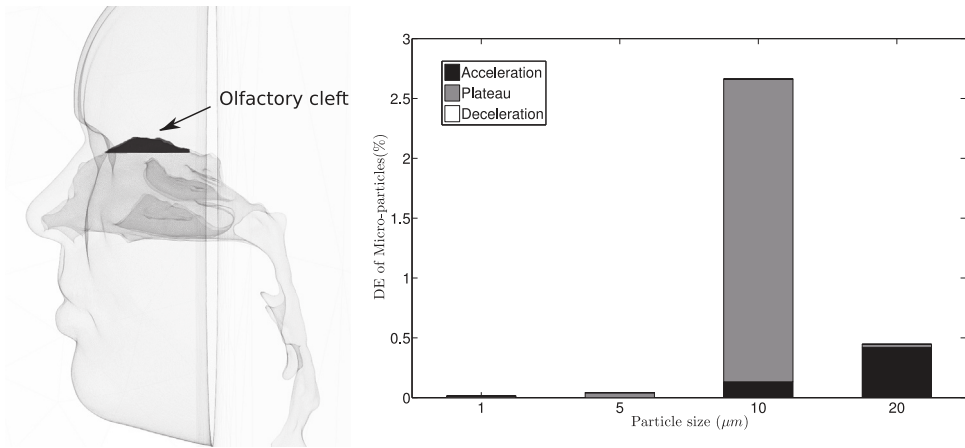 Olfactory cleft
3
2.5
2
1.5
1
0.5
0
DE of Micro-particles(%)
Acceleration
Plateau
Deceleration
1 5 10 20
Particle size (μm)